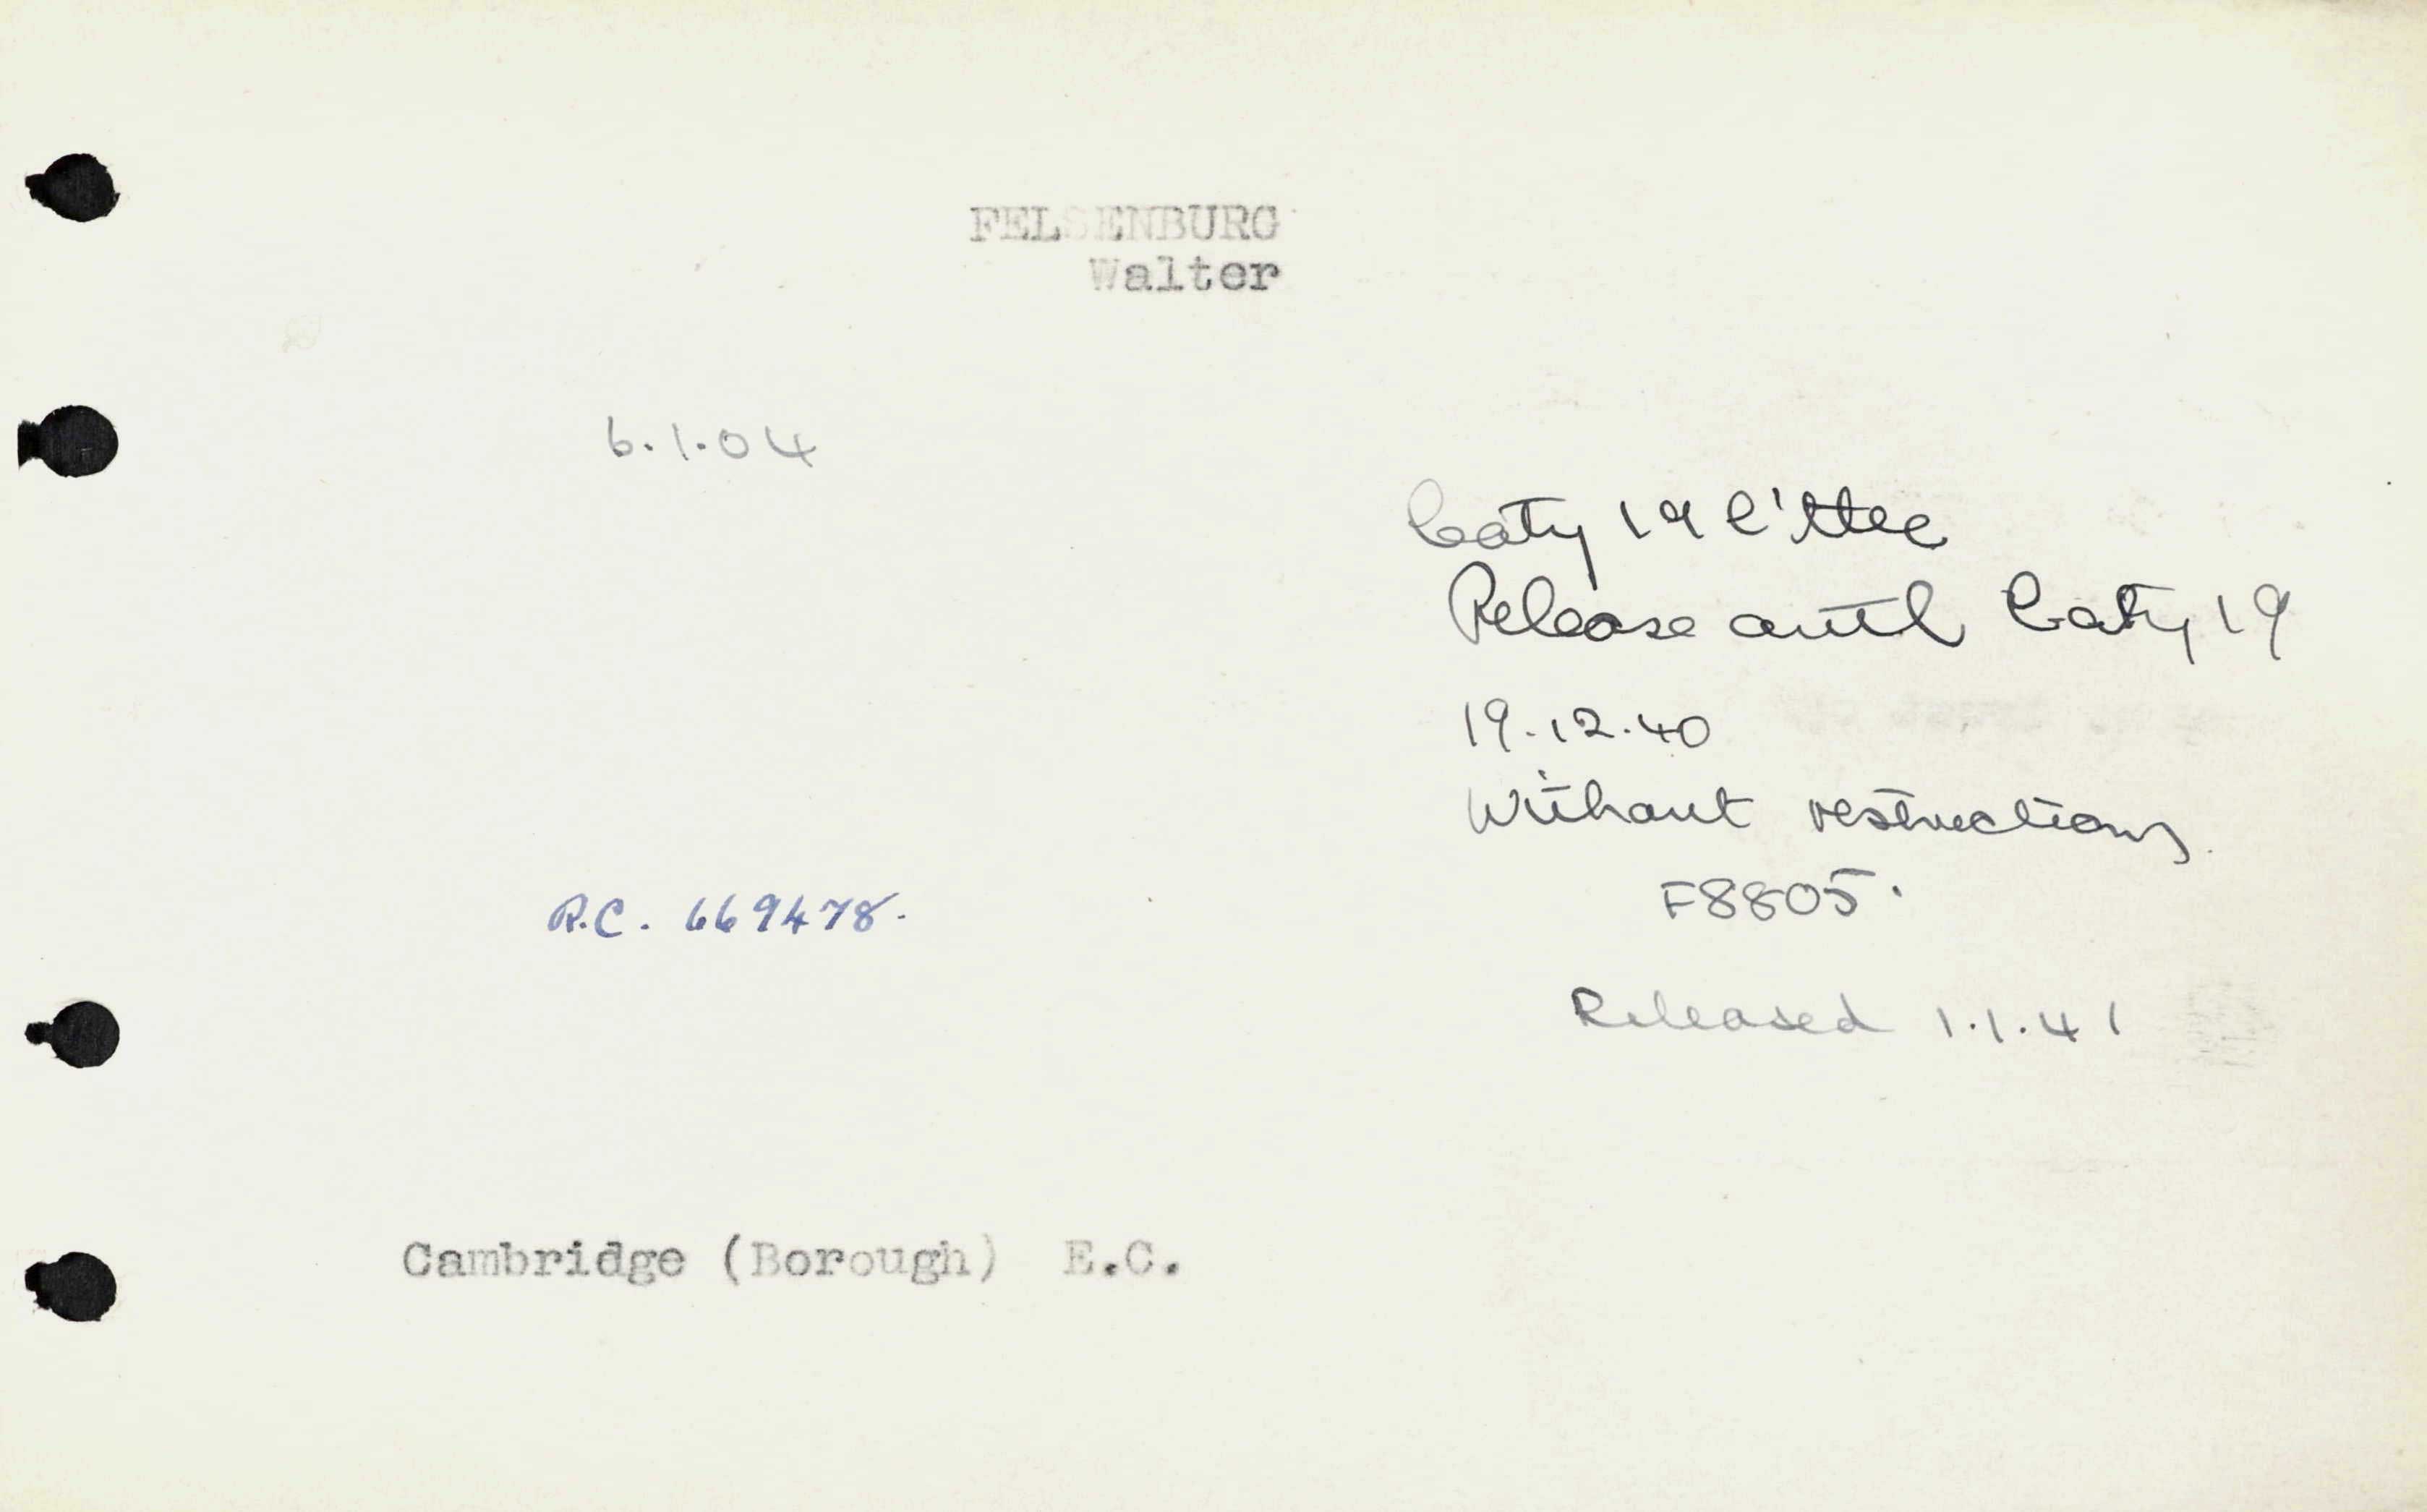 FELSENBURG
Walter
6.1.04
Caty 19 C'ttee
Release auth Caty 19
19.12.40
Without restrictions
F8805.
R.C. 669478.
Released 1.1.41
Cambridge (Borough) E.C.